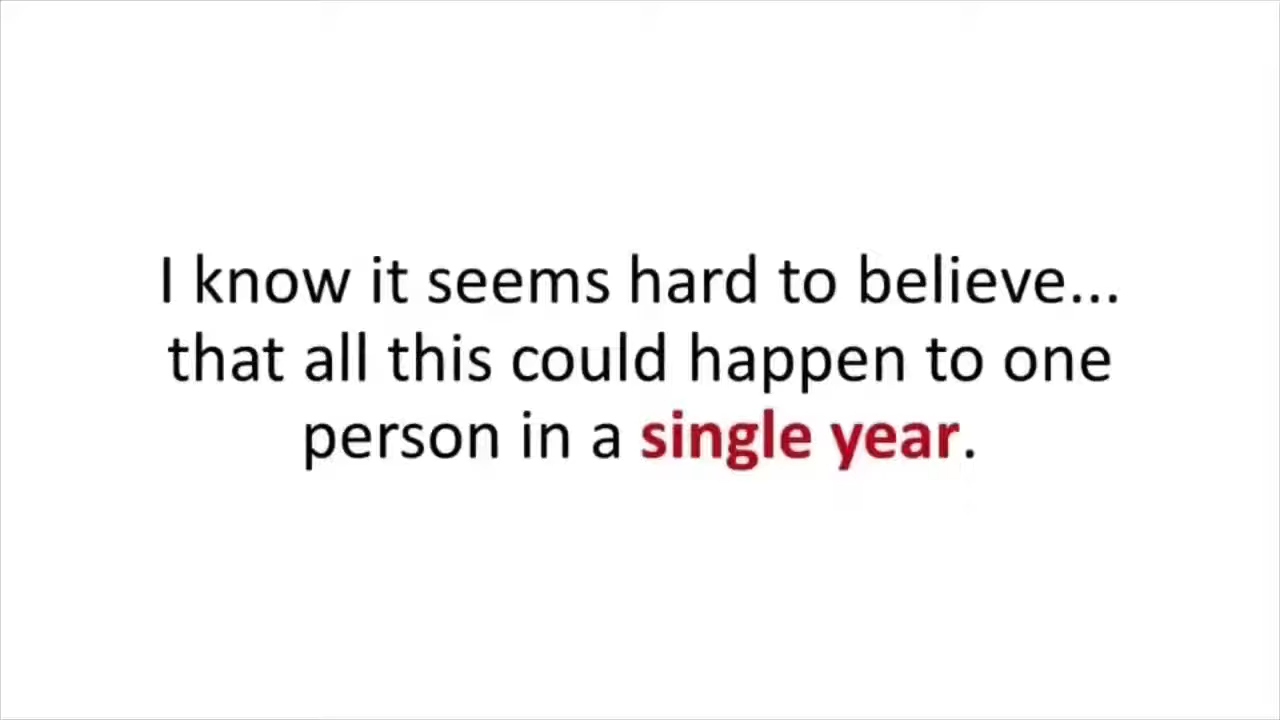 I know it seems hard to believe...
that all this could happen to one
person in a single year.